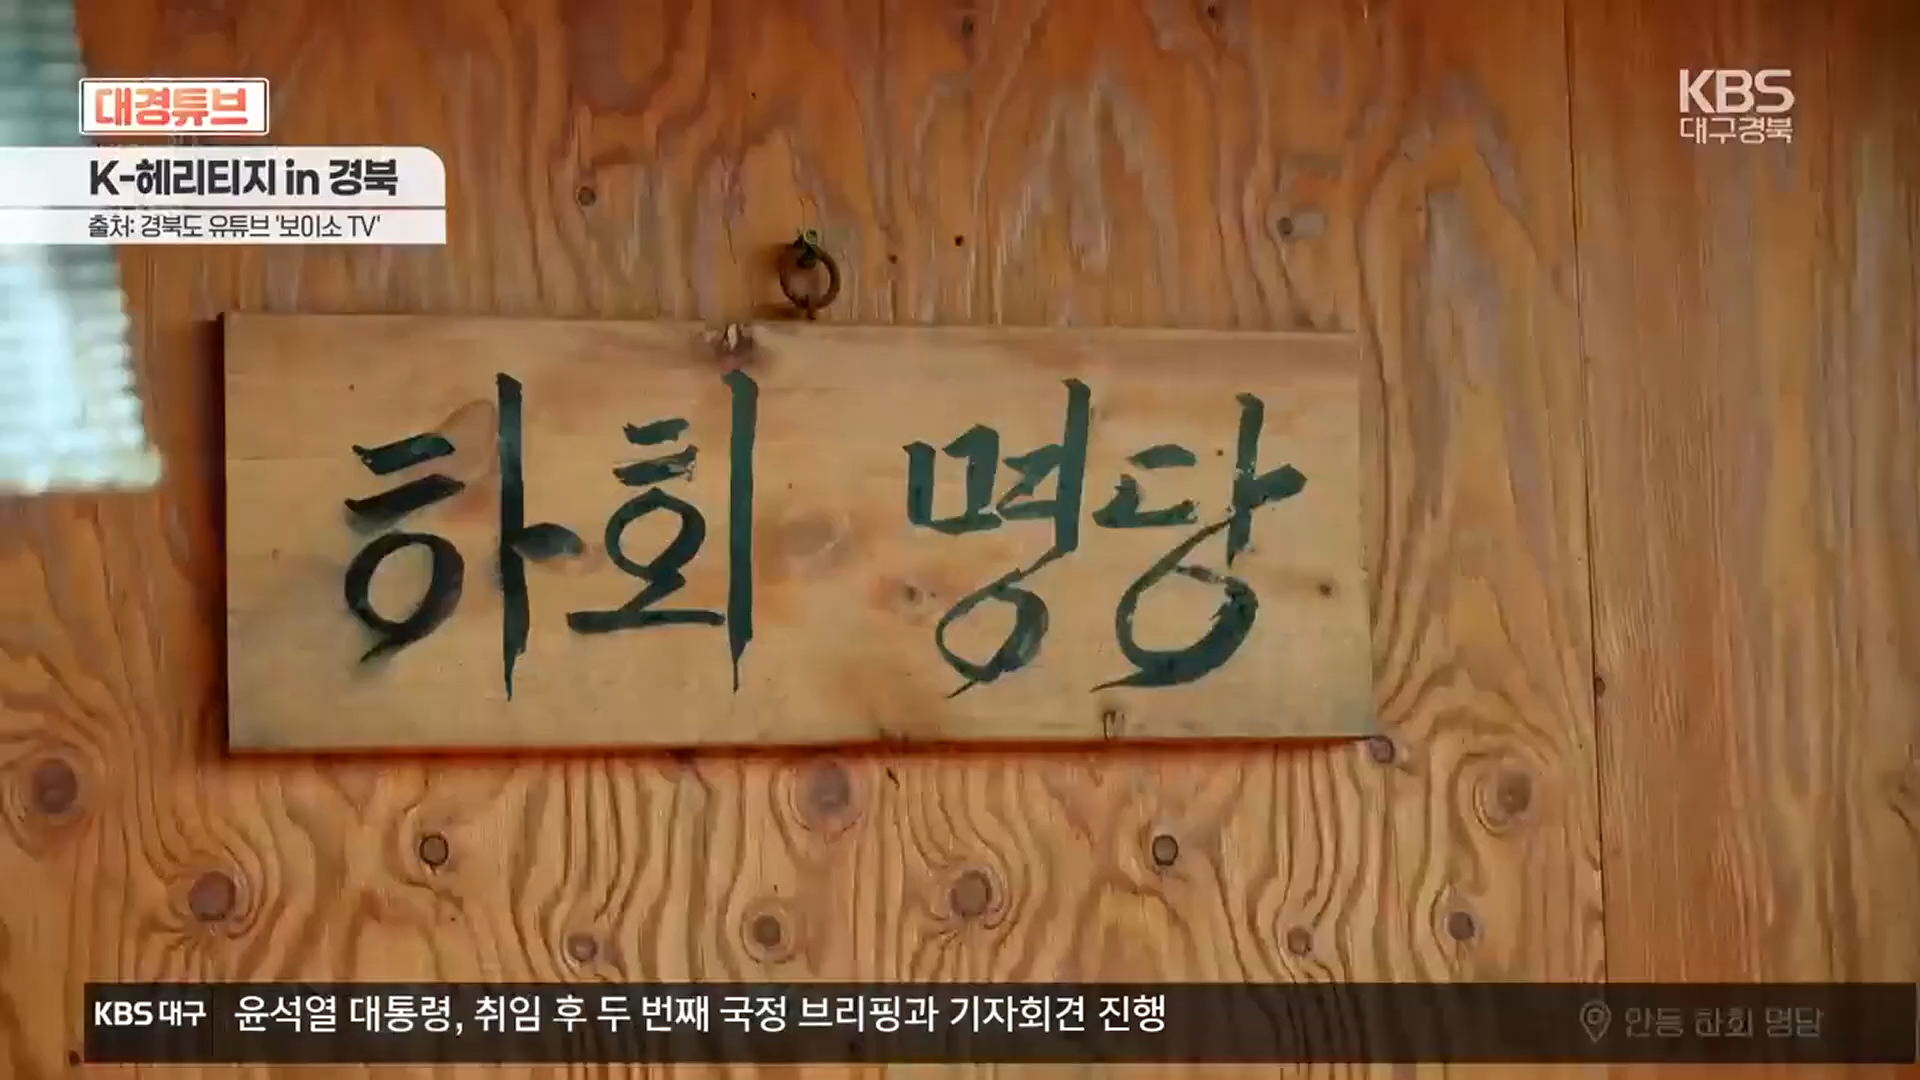 대경튜브
KBS
대구경북
K-헤리티지 in 경북
출처: 경북도 유튜브 '보이소 TV'
하회 명당
KBS 대구 윤석열 대통령, 취임 후 두 번째 국정 브리핑과 기자회견 진행
안동 하회 명당